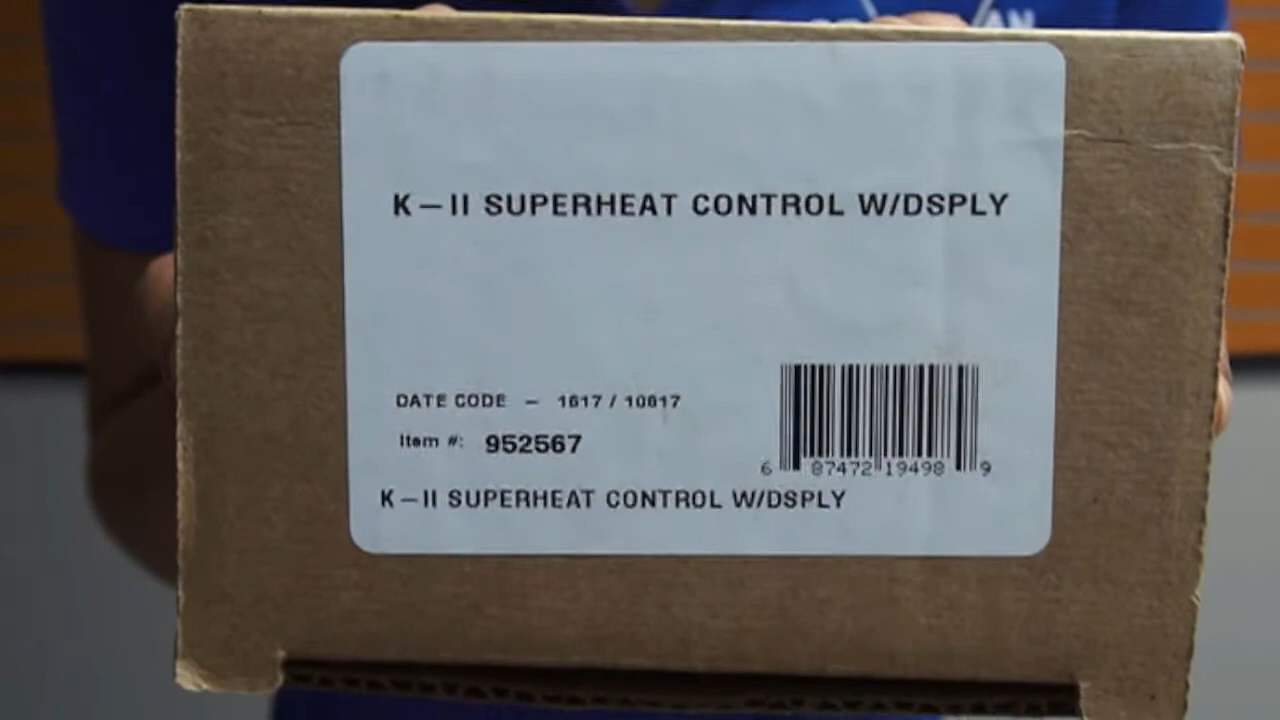 K-II SUPERHEAT CONTROL W/DSPLY
DATE CODE - 1617 / 10617
Item #: 952567
6 87472 19498 9
K-II SUPERHEAT CONTROL W/DSPLY